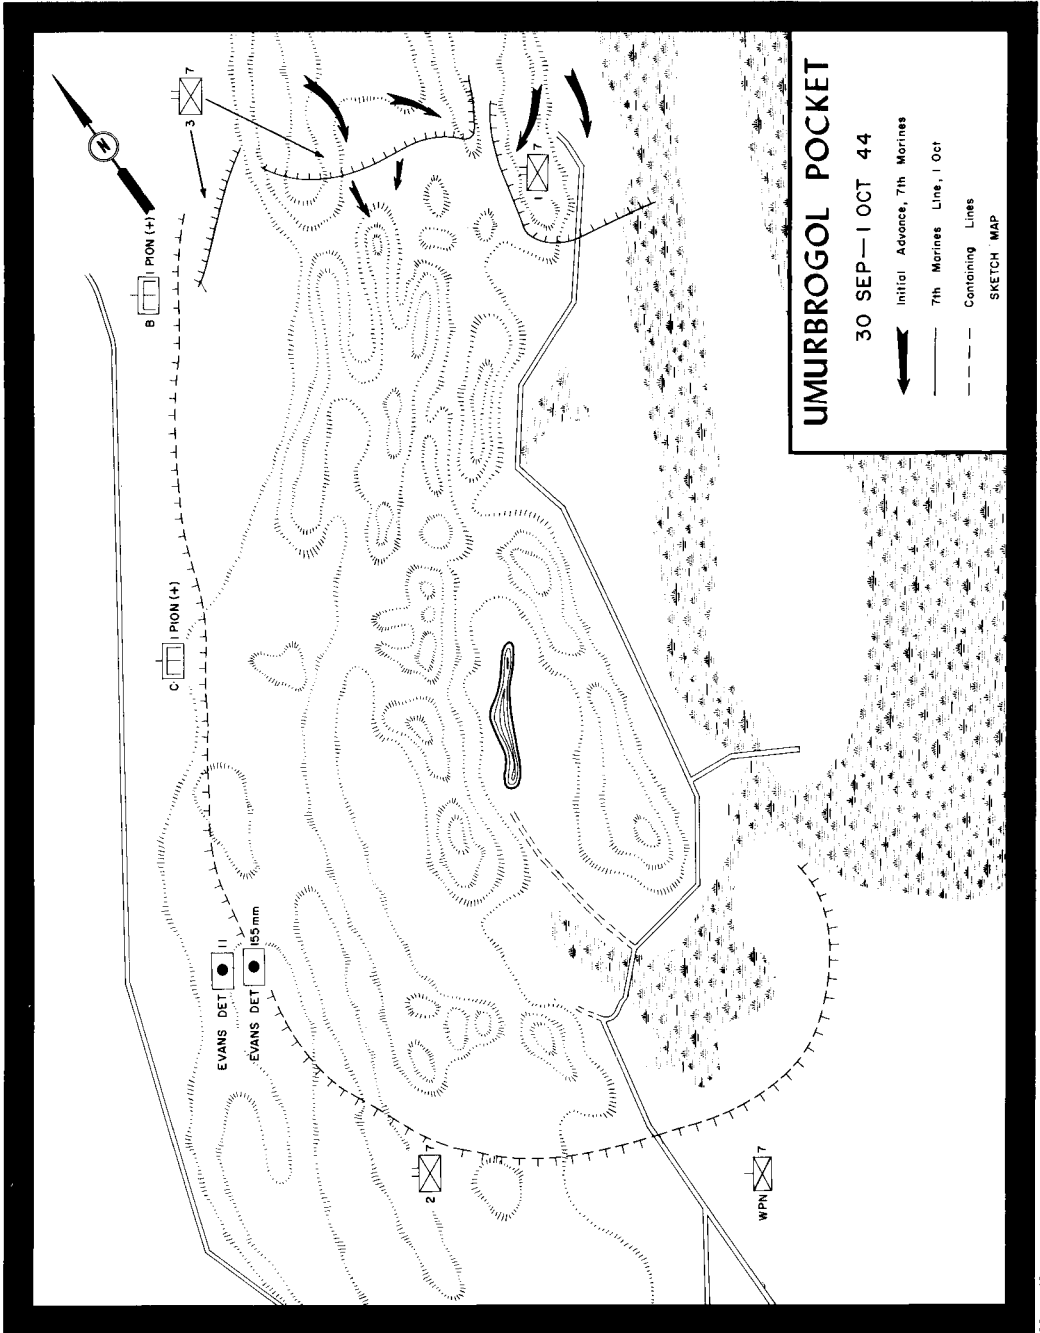 UMURBROGOL POCKET
30 SEP—1 OCT 44
Initial Advance, 7th Marines
7th Marines Line, 1 Oct
Containing Lines
SKETCH MAP
N
3 7
B 1 PION (+)
C 1 PION (+)
1 7
EVANS DET 11
EVANS DET 155mm
2 7
WPN 7